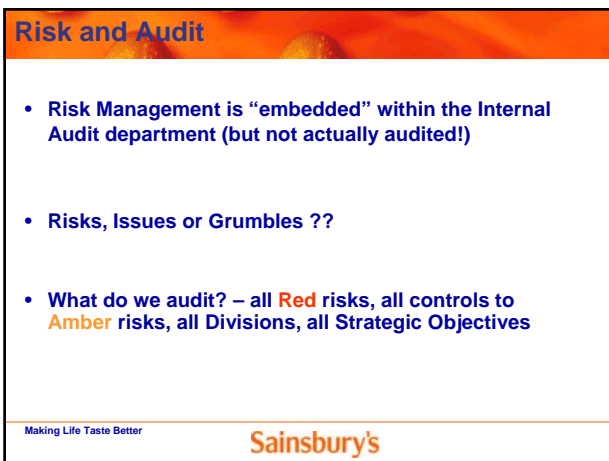 Risk and Audit
• Risk Management is “embedded” within the Internal
Audit department (but not actually audited!)
• Risks, Issues or Grumbles ??
• What do we audit? – all Red risks, all controls to
Amber risks, all Divisions, all Strategic Objectives
Making Life Taste Better
Sainsbury's